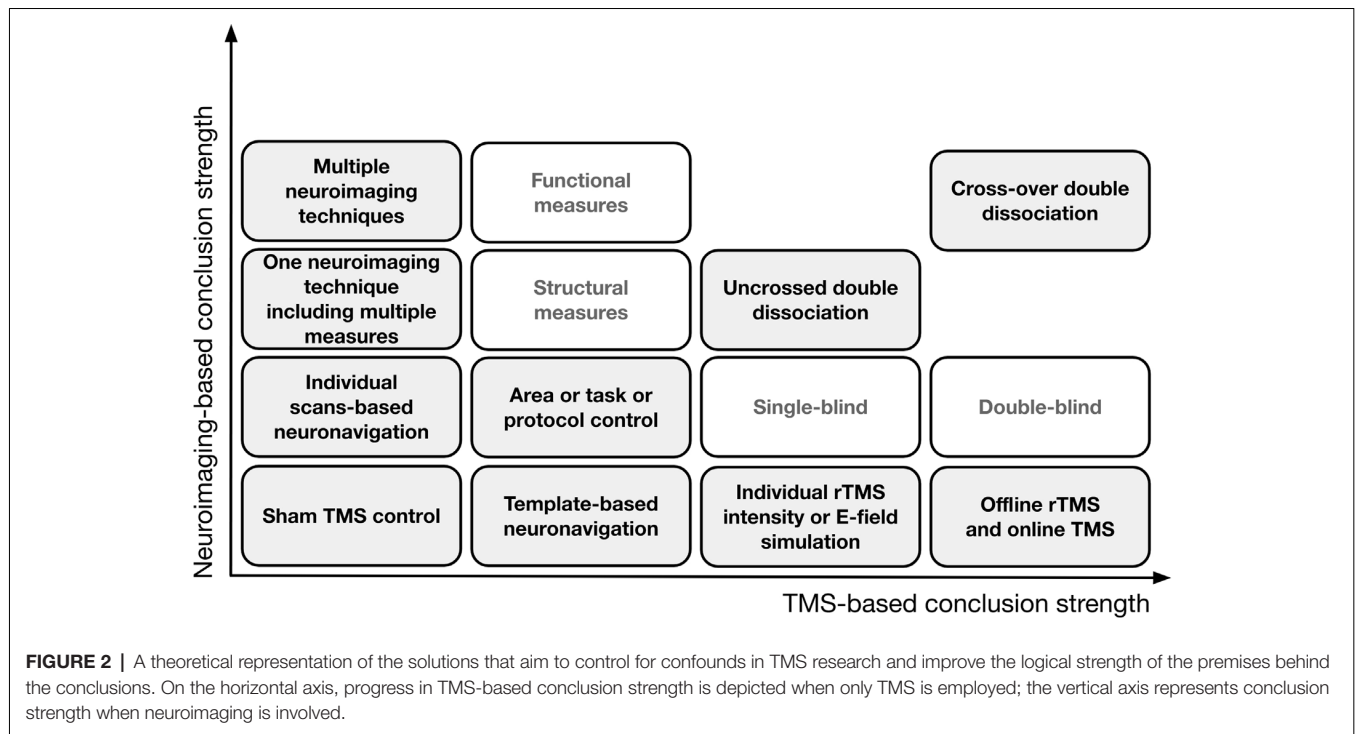 Neuroimaging-based conclusion strength
Multiple
neuroimaging
techniques
Functional
measures
Cross-over double
dissociation
One neuroimaging
technique
including multiple
measures
Structural
measures
Uncrossed double
dissociation
Individual
scans-based
neuronavigation
Area or task or
protocol control
Single-blind
Double-blind
Sham TMS control
Template-based
neuronavigation
Individual rTMS
intensity or E-field
simulation
Offline rTMS
and online TMS
TMS-based conclusion strength
FIGURE 2 | A theoretical representation of the solutions that aim to control for confounds in TMS research and improve the logical strength of the premises behind
the conclusions. On the horizontal axis, progress in TMS-based conclusion strength is depicted when only TMS is employed; the vertical axis represents conclusion
strength when neuroimaging is involved.